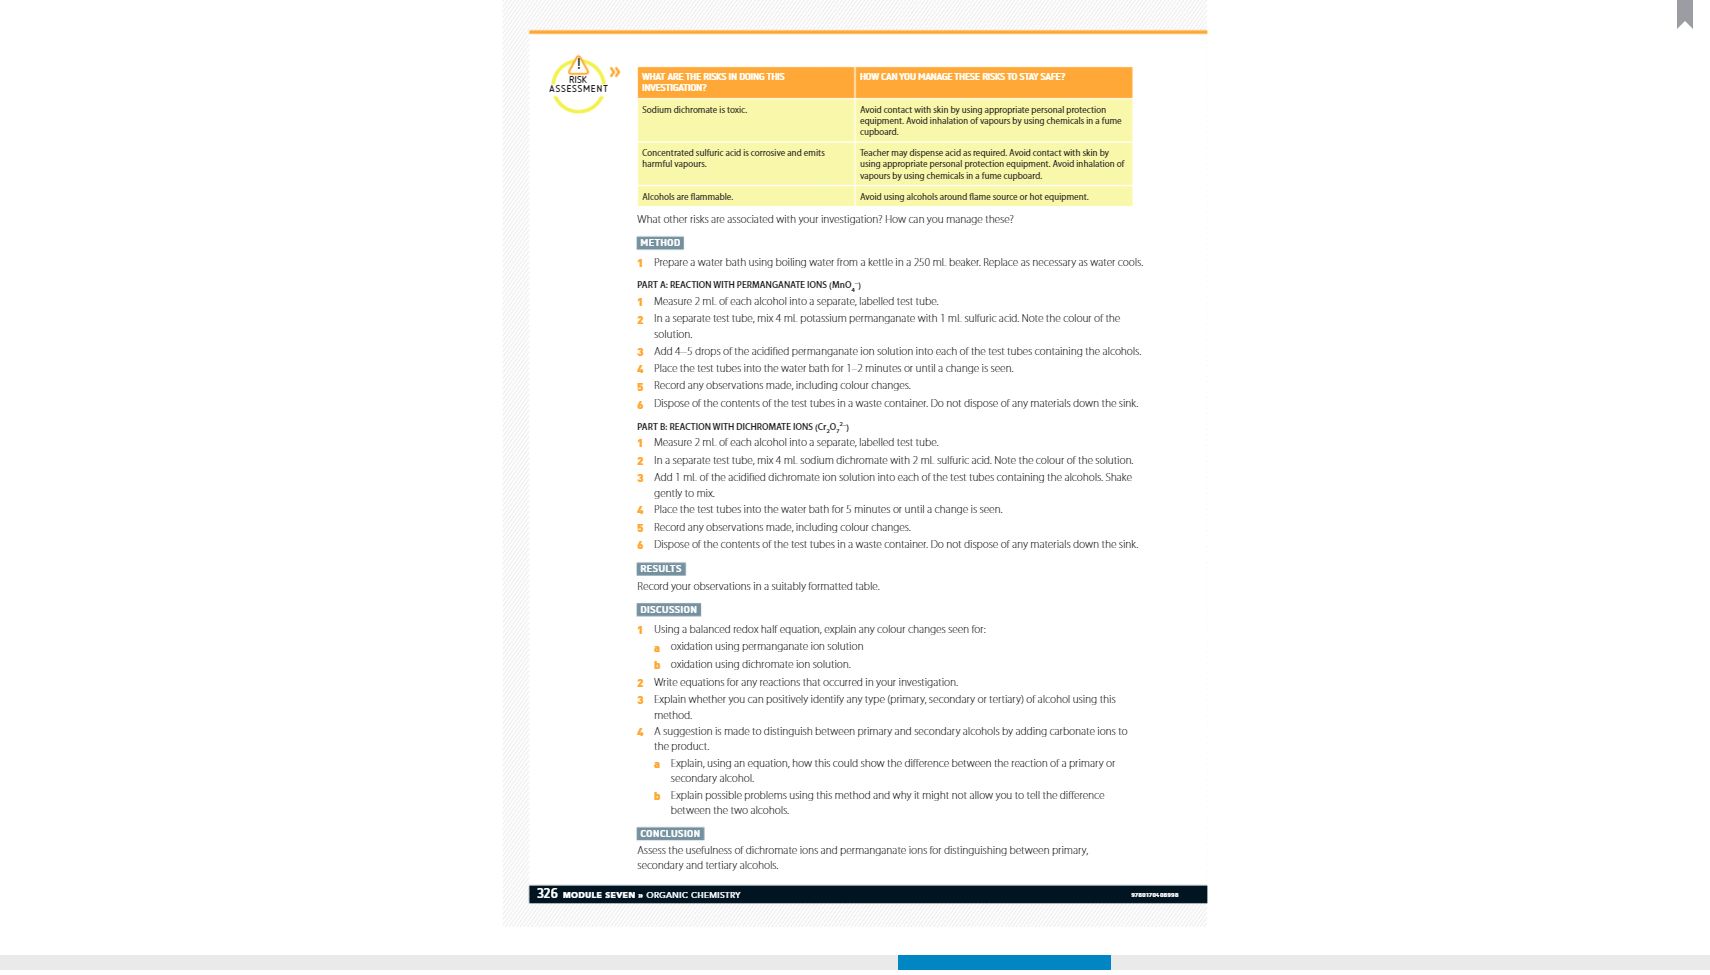 RISK
ASSESSMENT
»
WHAT ARE THE RISKS IN DOING THIS
INVESTIGATION?
HOW CAN YOU MANAGE THESE RISKS TO STAY SAFE?
Sodium dichromate is toxic.
Avoid contact with skin by using appropriate personal protection
equipment. Avoid inhalation of vapours by using chemicals in a fume
cupboard.
Concentrated sulfuric acid is corrosive and emits
harmful vapours.
Teacher may dispense acid as required. Avoid contact with skin by
using appropriate personal protection equipment. Avoid inhalation of
vapours by using chemicals in a fume cupboard.
Alcohols are flammable.
Avoid using alcohols around flame source or hot equipment.
What other risks are associated with your investigation? How can you manage these?
METHOD
1 Prepare a water bath using boiling water from a kettle in a 250 mL beaker. Replace as necessary as water cools.
PART A: REACTION WITH PERMANGANATE IONS (MnO₄⁻)
1 Measure 2 mL of each alcohol into a separate, labelled test tube.
2 In a separate test tube, mix 4 mL potassium permanganate with 1 mL sulfuric acid. Note the colour of the
solution.
3 Add 4–5 drops of the acidified permanganate ion solution into each of the test tubes containing the alcohols.
4 Place the test tubes into the water bath for 1–2 minutes or until a change is seen.
5 Record any observations made, including colour changes.
6 Dispose of the contents of the test tubes in a waste container. Do not dispose of any materials down the sink.
PART B: REACTION WITH DICHROMATE IONS (Cr₂O₇²⁻)
1 Measure 2 mL of each alcohol into a separate, labelled test tube.
2 In a separate test tube, mix 4 mL sodium dichromate with 2 mL sulfuric acid. Note the colour of the solution.
3 Add 1 mL of the acidified dichromate ion solution into each of the test tubes containing the alcohols. Shake
gently to mix.
4 Place the test tubes into the water bath for 5 minutes or until a change is seen.
5 Record any observations made, including colour changes.
6 Dispose of the contents of the test tubes in a waste container. Do not dispose of any materials down the sink.
RESULTS
Record your observations in a suitably formatted table.
DISCUSSION
1 Using a balanced redox half equation, explain any colour changes seen for:
a oxidation using permanganate ion solution
b oxidation using dichromate ion solution.
2 Write equations for any reactions that occurred in your investigation.
3 Explain whether you can positively identify any type (primary, secondary or tertiary) of alcohol using this
method.
4 A suggestion is made to distinguish between primary and secondary alcohols by adding carbonate ions to
the product.
a Explain, using an equation, how this could show the difference between the reaction of a primary or
secondary alcohol.
b Explain possible problems using this method and why it might not allow you to tell the difference
between the two alcohols.
CONCLUSION
Assess the usefulness of dichromate ions and permanganate ions for distinguishing between primary,
secondary and tertiary alcohols.
326 MODULE SEVEN » ORGANIC CHEMISTRY
9780170408998